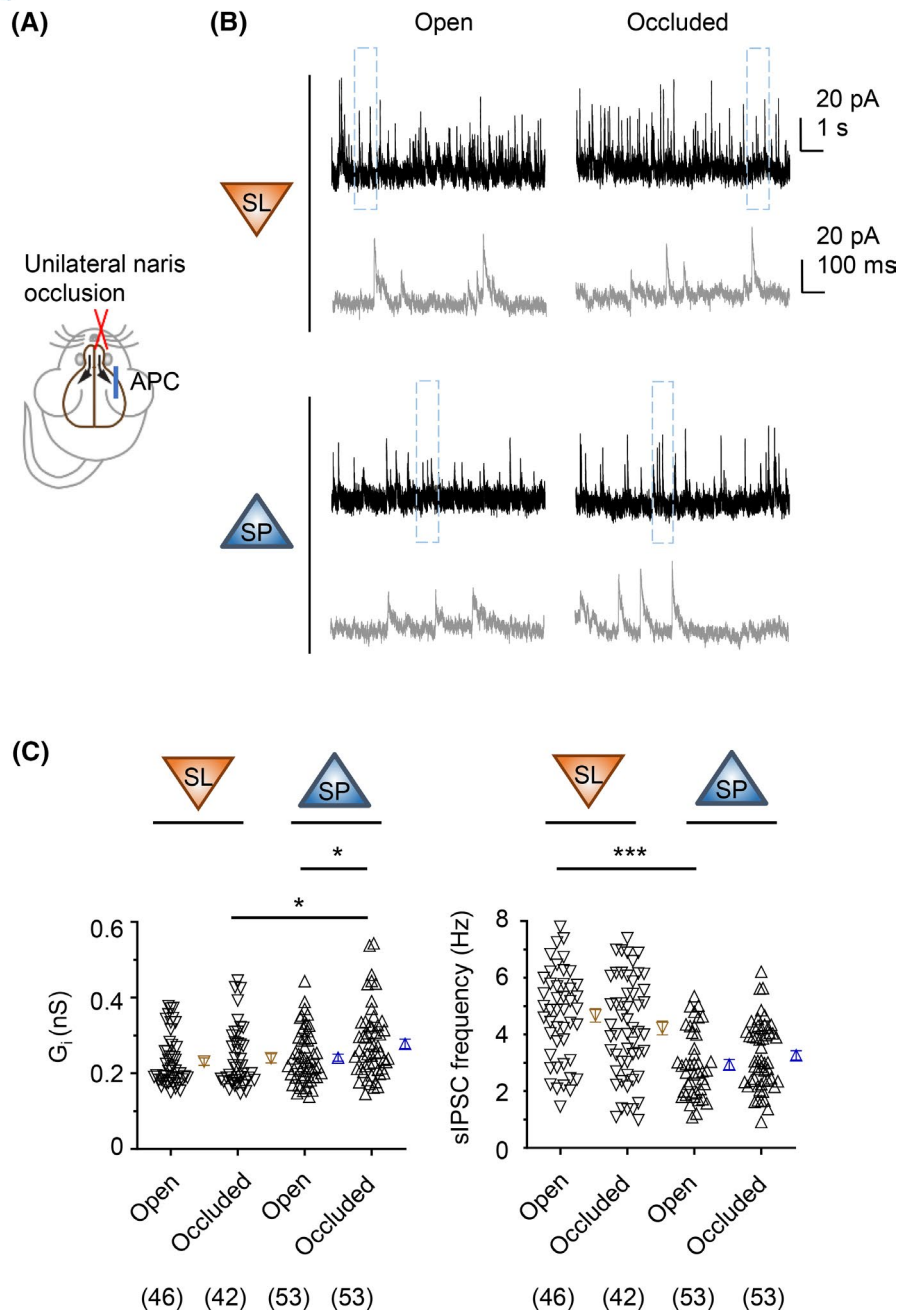 (A)
(B)
Open
Occluded
20 pA
1 s
SL
20 pA
100 ms
Unilateral naris
occlusion
APC
SP
(C)
SL
SP
SL
SP
*
***
*
Gi (nS)
0.6
0.4
0.2
0
sIPSC frequency (Hz)
8
6
4
2
0
Open
Occluded
Open
Occluded
Open
Occluded
Open
Occluded
(46)
(42)
(53)
(53)
(46)
(42)
(53)
(53)